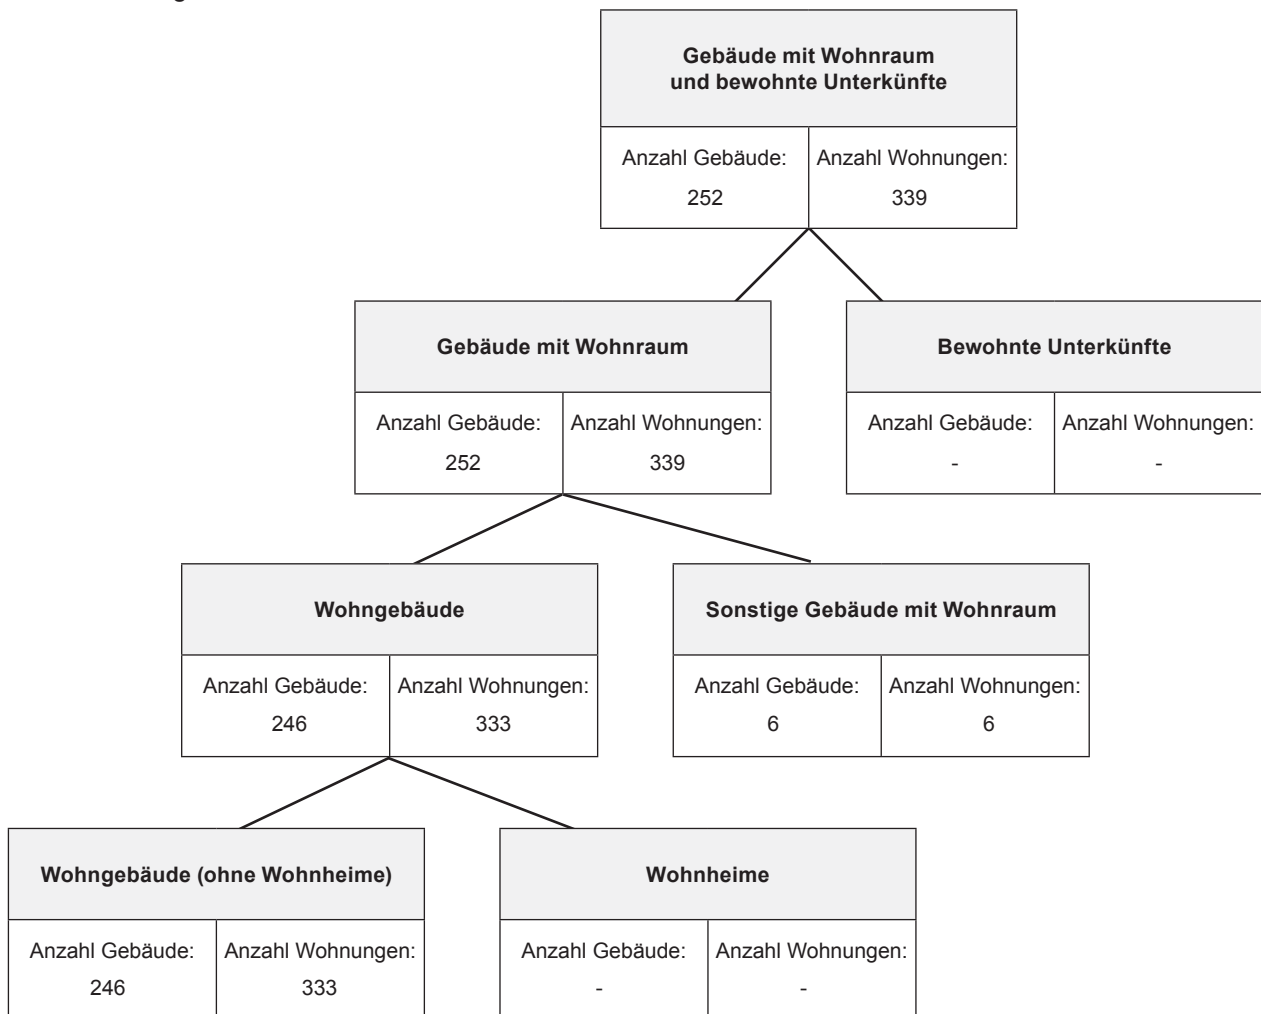 Gebäude mit Wohnraum
und bewohnte Unterkünfte
Anzahl Gebäude: Anzahl Wohnungen:
252 339
Gebäude mit Wohnraum
Anzahl Gebäude: Anzahl Wohnungen:
252 339
Bewohnte Unterkünfte
Anzahl Gebäude: Anzahl Wohnungen:
- -
Wohngebäude
Anzahl Gebäude: Anzahl Wohnungen:
246 333
Sonstige Gebäude mit Wohnraum
Anzahl Gebäude: Anzahl Wohnungen:
6 6
Wohngebäude (ohne Wohnheime)
Anzahl Gebäude: Anzahl Wohnungen:
246 333
Wohnheime
Anzahl Gebäude: Anzahl Wohnungen:
- -